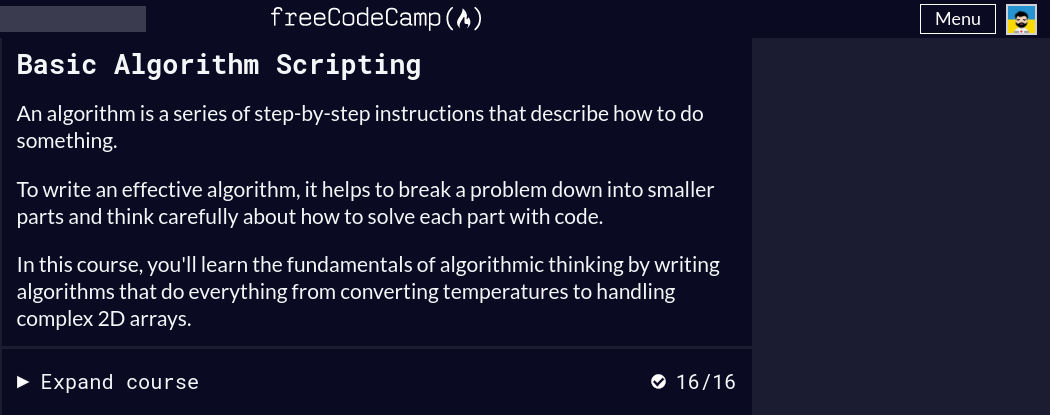 freeCodeCamp(🔥)
Menu
Basic Algorithm Scripting
An algorithm is a series of step-by-step instructions that describe how to do
something.
To write an effective algorithm, it helps to break a problem down into smaller
parts and think carefully about how to solve each part with code.
In this course, you'll learn the fundamentals of algorithmic thinking by writing
algorithms that do everything from converting temperatures to handling
complex 2D arrays.
Expand course
16/16